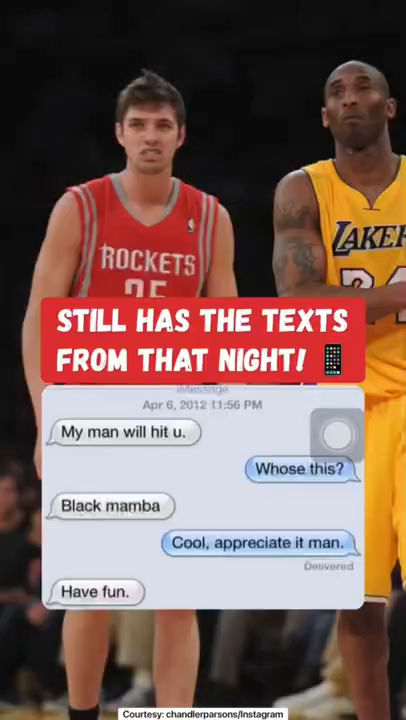 ROCKETS
LAKER
STILL HAS THE TEXTS
FROM THAT NIGHT! 📱
iMessage
Apr 6, 2012 11:56 PM
My man will hit u.
Whose this?
Black mamba
Cool, appreciate it man.
Delivered
Have fun.
Courtesy: chandlerparsons/Instagram